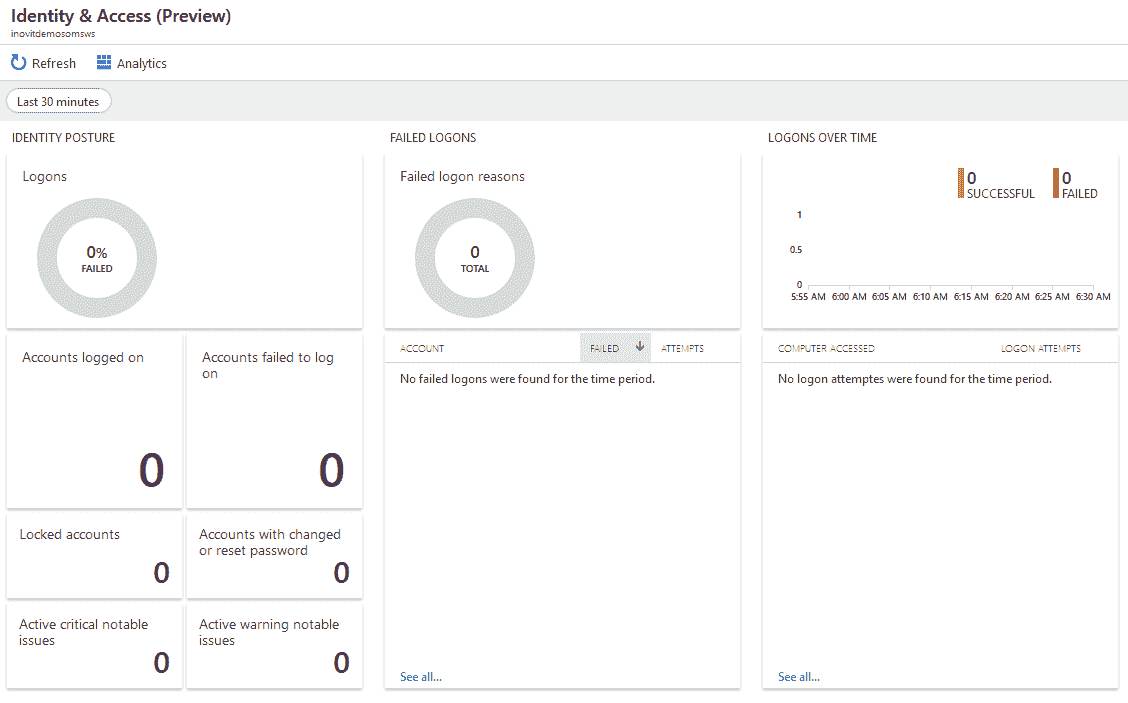 Identity & Access (Preview)
inovitdemosomsws
Refresh
Analytics
Last 30 minutes
IDENTITY POSTURE
Logons
0%
FAILED
Accounts logged on
0
Accounts failed to log
on
0
Locked accounts
0
Accounts with changed
or reset password
0
Active critical notable
issues
0
Active warning notable
issues
0
FAILED LOGONS
Failed logon reasons
0
TOTAL
ACCOUNT FAILED ATTEMPTS
No failed logons were found for the time period.
See all...
LOGONS OVER TIME
0
SUCCESSFUL
0
FAILED
1
0.5
0
5:55 AM 6:00 AM 6:05 AM 6:10 AM 6:15 AM 6:20 AM 6:25 AM 6:30 AM
COMPUTER ACCESSED LOGON ATTEMPTS
No logon attemptes were found for the time period.
See all...